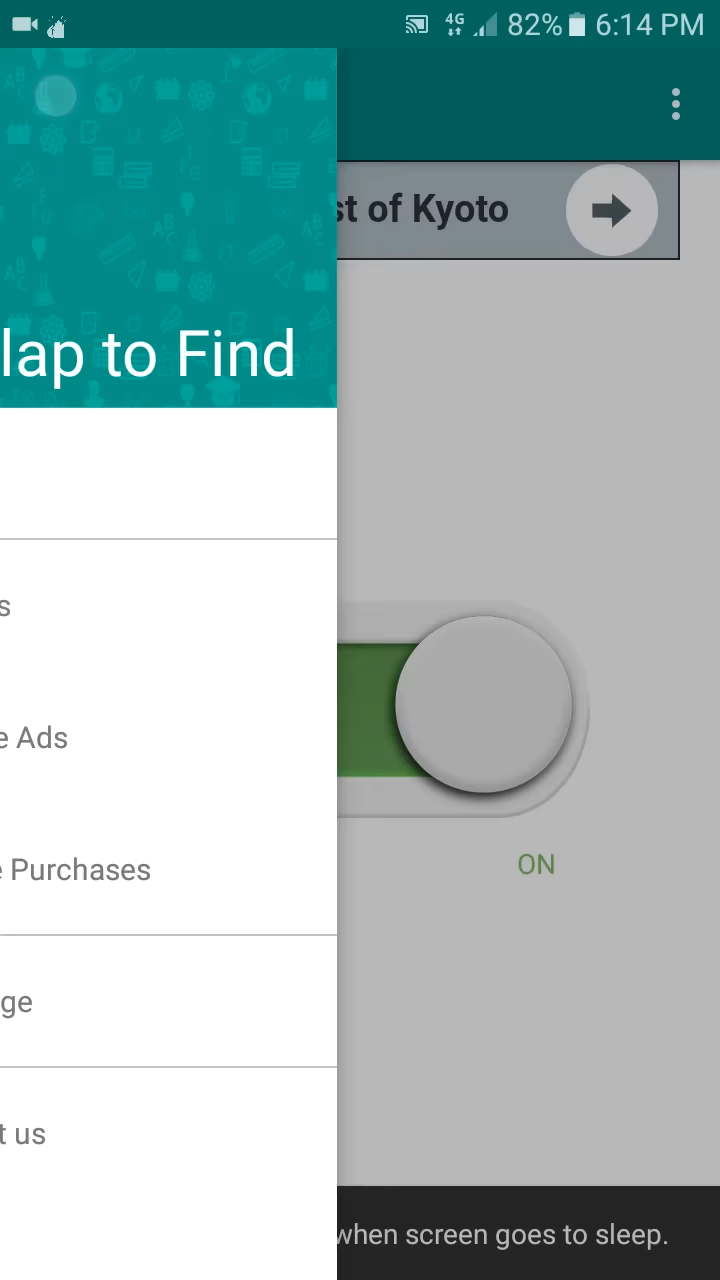 4G 82% 6:14 PM
st of Kyoto
lap to Find
s
e Ads
e Purchases
ON
ge
t us
when screen goes to sleep.